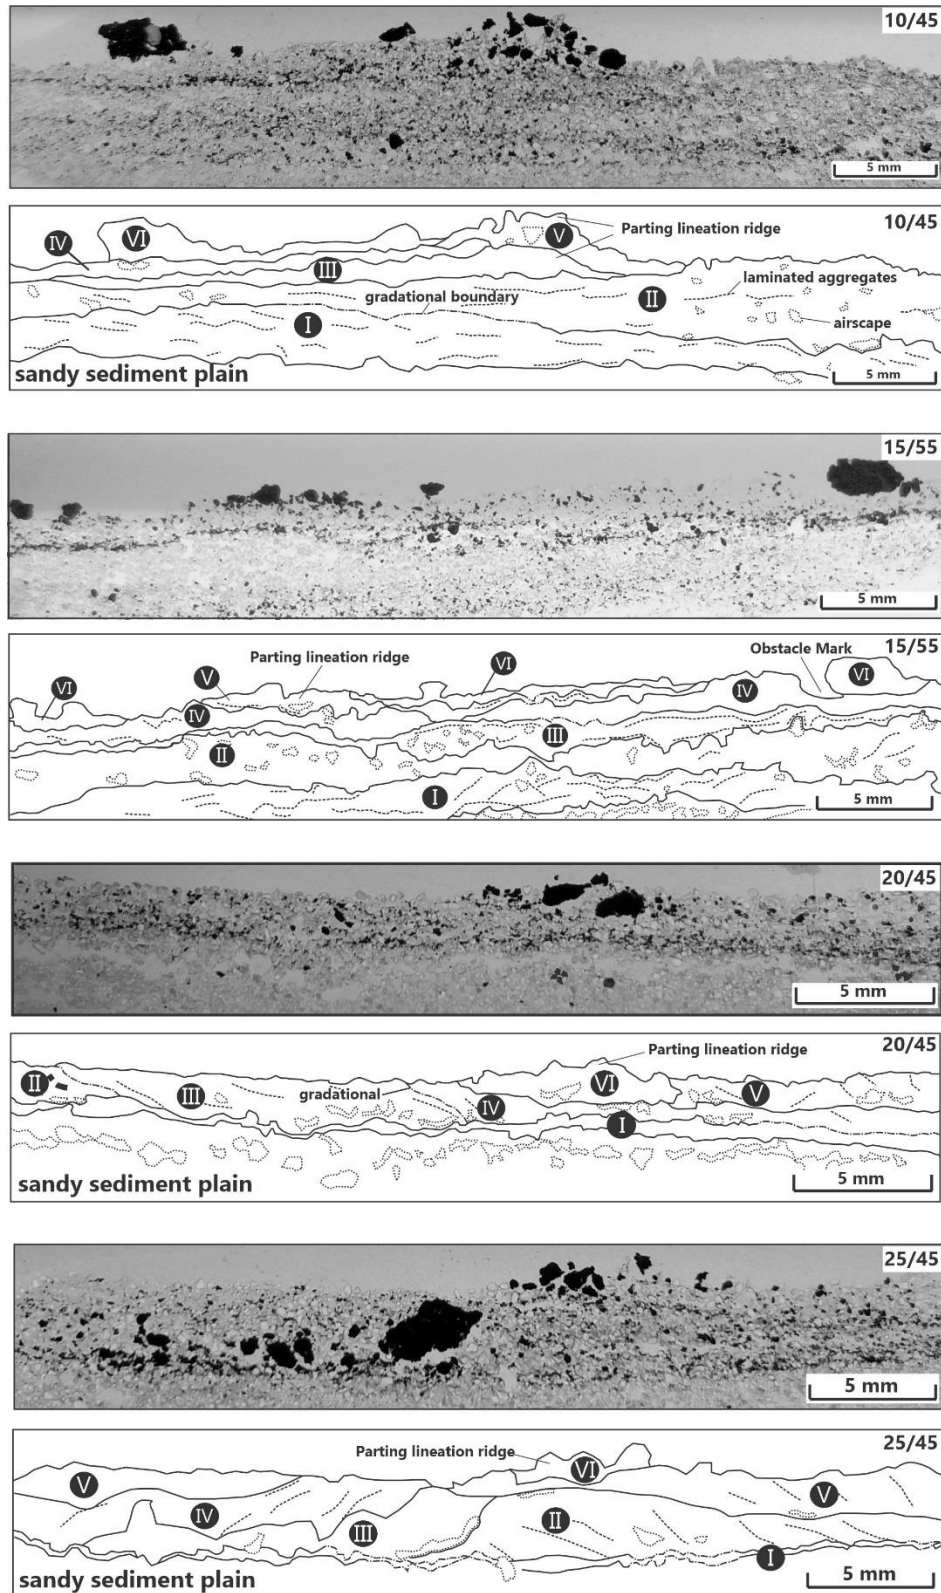 10/45
5 mm
10/45
Parting lineation ridge
IV
VI
V
III
laminated aggregates
gradational boundary
II
I
airscape
sandy sediment plain
5 mm
15/55
5 mm
15/55
Obstacle Mark
Parting lineation ridge
VI
V
VI
VI
IV
IV
III
II
I
5 mm
20/45
5 mm
20/45
Parting lineation ridge
II
III
gradational
VI
V
IV
I
sandy sediment plain
5 mm
25/45
5 mm
25/45
Parting lineation ridge
VI
V
V
IV
III
II
I
sandy sediment plain
5 mm